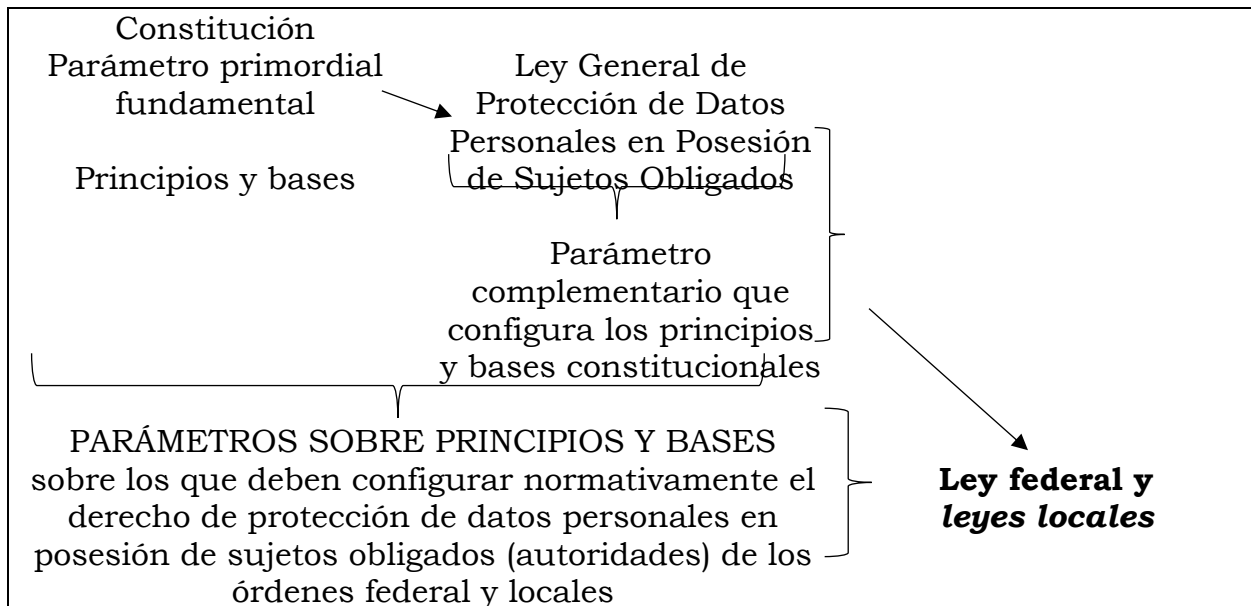 Constitución
Parámetro primordial
fundamental
Principios y bases
Ley General de
Protección de Datos
Personales en Posesión
de Sujetos Obligados
Parámetro
complementario que
configura los principios
y bases constitucionales
PARÁMETROS SOBRE PRINCIPIOS Y BASES
sobre los que deben configurar normativamente el
derecho de protección de datos personales en
posesión de sujetos obligados (autoridades) de los
órdenes federal y locales
Ley federal y
leyes locales